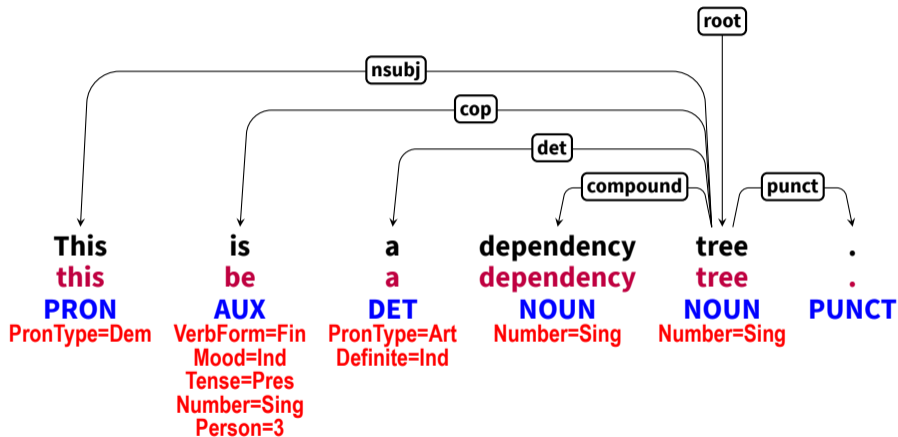 root
nsubj
cop
det
compound punct
This is a dependency tree .
this be a dependency tree .
PRON AUX DET NOUN NOUN PUNCT
PronType=Dem VerbForm=Fin PronType=Art Number=Sing Number=Sing
Mood=Ind Definite=Ind
Tense=Pres
Number=Sing
Person=3